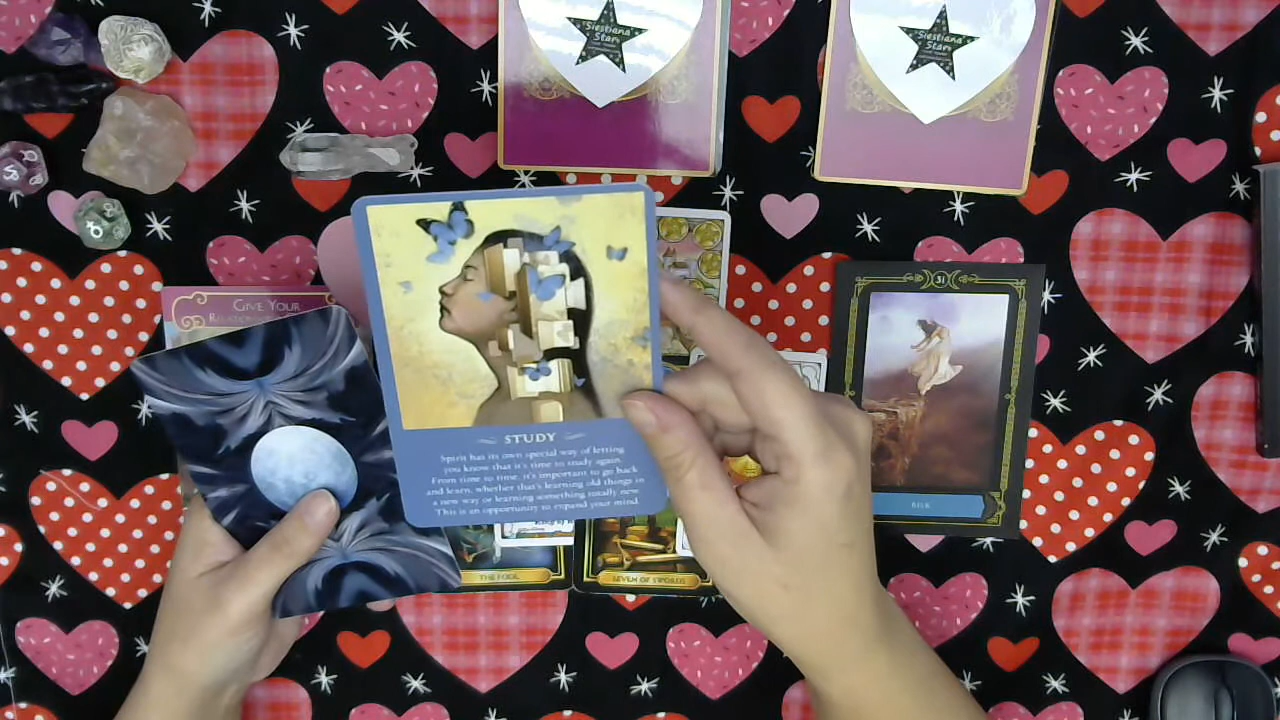 Siestiana
Stars
Siestiana
Stars
GIVE YOUR
31
STUDY
Spirit has its own special way of letting
you know that it's time to study again.
From time to time, it's important to go back
and learn, whether that's learning old things in
a new way or learning something totally new.
This is an opportunity to expand your mind
RISK
THE FOOL
SEVEN OF SWORDS